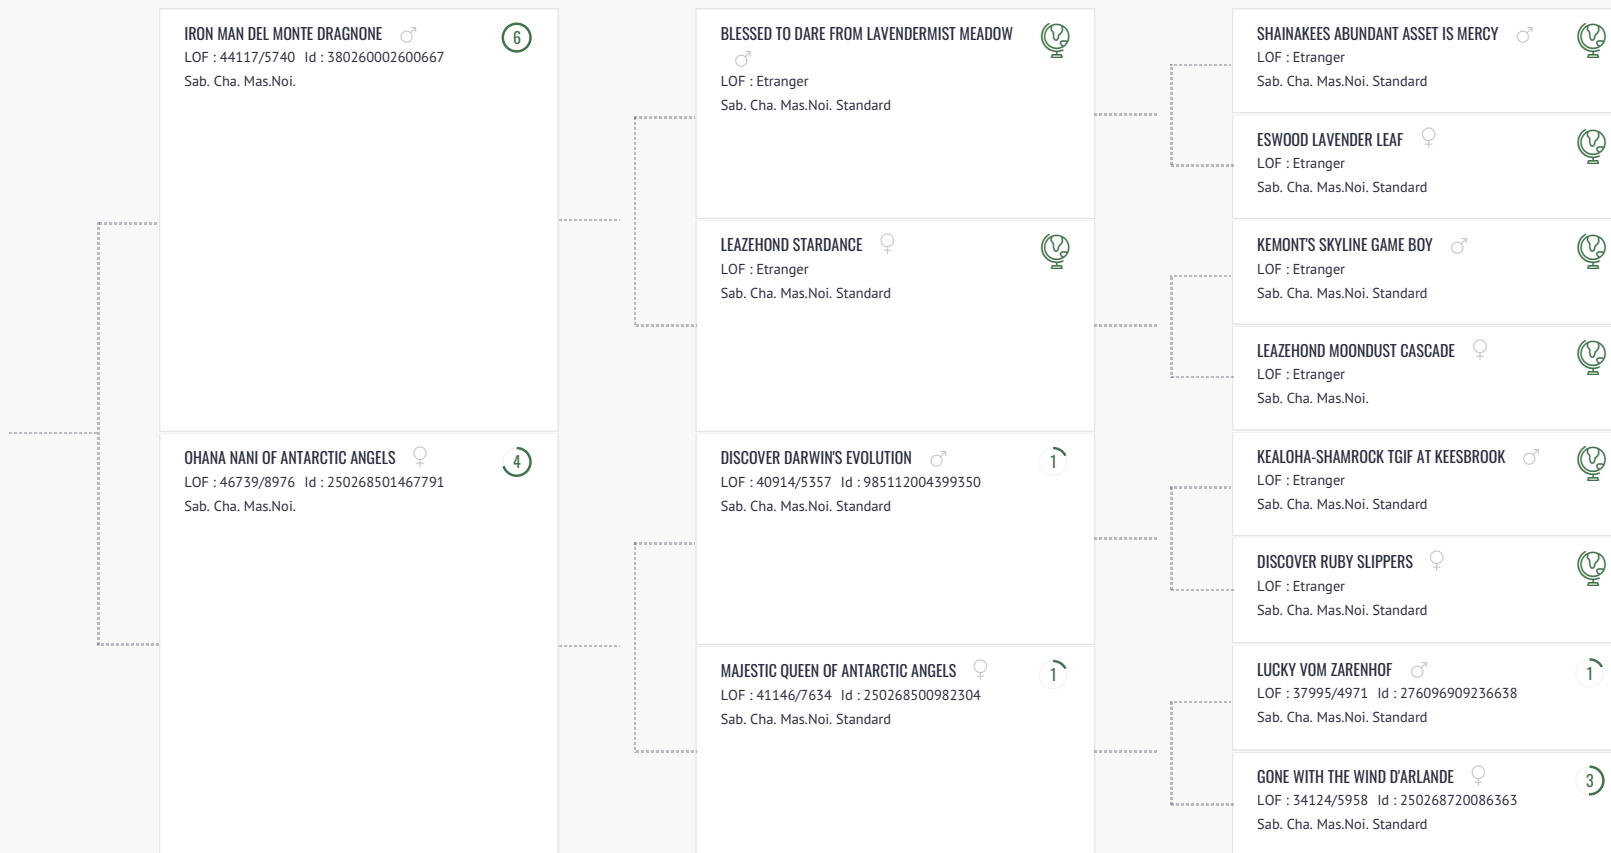 IRON MAN DEL MONTE DRAGNONE ♂ 6
LOF : 44117/5740 Id : 380260002600667
Sab. Cha. Mas.Noi.
OHANA NANI OF ANTARCTIC ANGELS ♀ 4
LOF : 46739/8976 Id : 250268501467791
Sab. Cha. Mas.Noi.
BLESSED TO DARE FROM LAVENDERMIST MEADOW
♂
LOF : Etranger
Sab. Cha. Mas.Noi. Standard
LEAZEHOND STARDANCE ♀
LOF : Etranger
Sab. Cha. Mas.Noi. Standard
DISCOVER DARWIN'S EVOLUTION ♂ 1
LOF : 40914/5357 Id : 985112004399350
Sab. Cha. Mas.Noi. Standard
MAJESTIC QUEEN OF ANTARCTIC ANGELS ♀ 1
LOF : 41146/7634 Id : 250268500982304
Sab. Cha. Mas.Noi. Standard
SHAINAKEES ABUNDANT ASSET IS MERCY ♂
LOF : Etranger
Sab. Cha. Mas.Noi. Standard
ESWOOD LAVENDER LEAF ♀
LOF : Etranger
Sab. Cha. Mas.Noi. Standard
KEMONT'S SKYLINE GAME BOY ♂
LOF : Etranger
Sab. Cha. Mas.Noi. Standard
LEAZEHOND MOONDUST CASCADE ♀
LOF : Etranger
Sab. Cha. Mas.Noi.
KEALOHA-SHAMROCK TGIF AT KEESBROOK ♂
LOF : Etranger
Sab. Cha. Mas.Noi. Standard
DISCOVER RUBY SLIPPERS ♀
LOF : Etranger
Sab. Cha. Mas.Noi. Standard
LUCKY VOM ZARENHOF ♂ 1
LOF : 37995/4971 Id : 276096909236638
Sab. Cha. Mas.Noi. Standard
GONE WITH THE WIND D'ARLANDE ♀ 3
LOF : 34124/5958 Id : 250268720086363
Sab. Cha. Mas.Noi. Standard